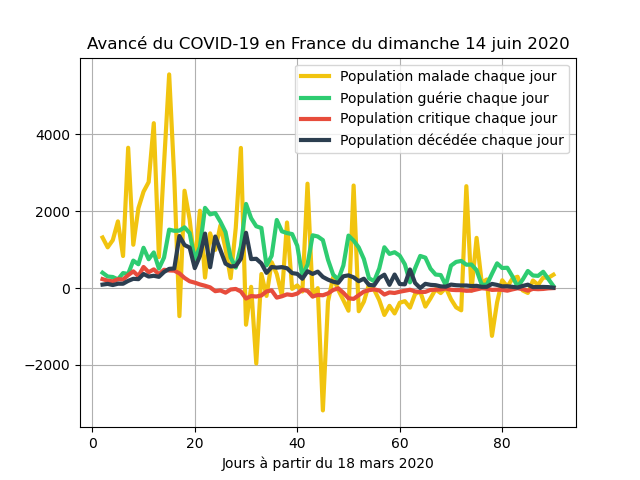 Avancé du COVID-19 en France du dimanche 14 juin 2020
Population malade chaque jour
Population guérie chaque jour
Population critique chaque jour
Population décédée chaque jour
4000
2000
0
−2000
0 20 40 60 80
Jours à partir du 18 mars 2020